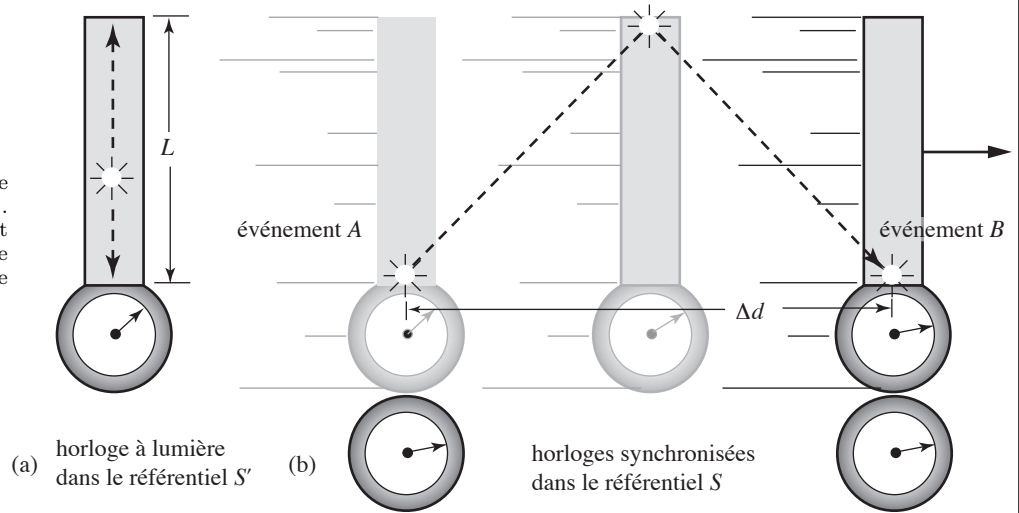 L
e
.
t
e
e
événement A
événement B
Δd
(a) horloge à lumière
dans le référentiel S′
(b) horloges synchronisées
dans le référentiel S